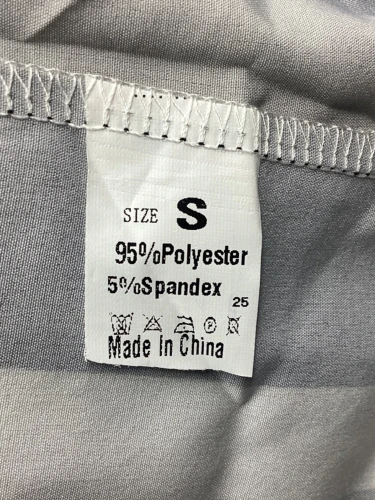 SIZE S
95%Polyester
5%Spandex 25
Made In China